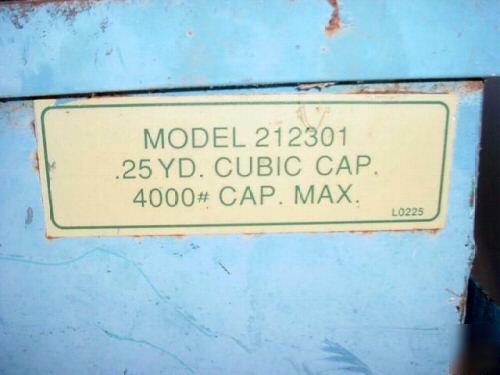 MODEL 212301
.25 YD. CUBIC CAP.
4000# CAP. MAX.
L0225